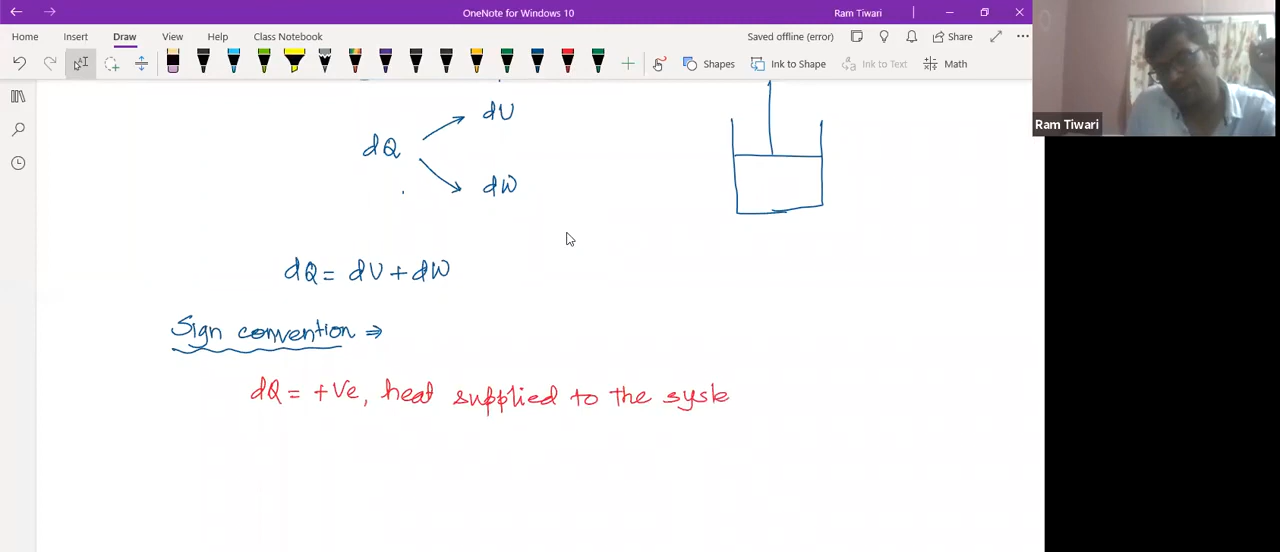 OneNote for Windows 10
Ram Tiwari
Home Insert Draw View Help Class Notebook
Saved offline (error) Share
Shapes Ink to Shape Ink to Text Math
Ram Tiwari
dU
dQ
dW
dQ = dU + dW
Sign convention ⇒
dQ = +Ve, heat supplied to the syste